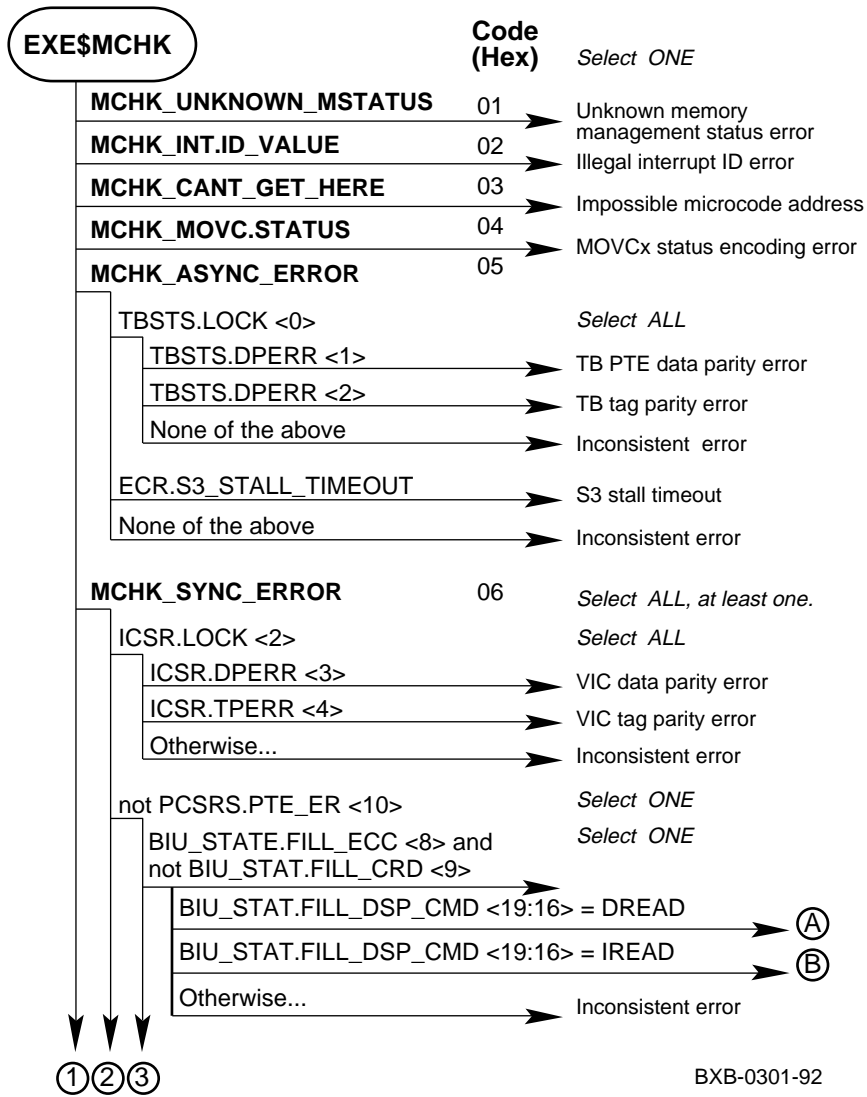 EXE$MCHK
Code
(Hex)
Select ONE
MCHK_UNKNOWN_MSTATUS 01
Unknown memory
management status error
MCHK_INT.ID_VALUE 02
Illegal interrupt ID error
MCHK_CANT_GET_HERE 03
Impossible microcode address
MCHK_MOVC.STATUS 04
MOVCx status encoding error
MCHK_ASYNC_ERROR 05
TBSTS.LOCK <0> Select ALL
TBSTS.DPERR <1> TB PTE data parity error
TBSTS.DPERR <2> TB tag parity error
None of the above Inconsistent error
ECR.S3_STALL_TIMEOUT S3 stall timeout
None of the above Inconsistent error
MCHK_SYNC_ERROR 06 Select ALL, at least one.
ICSR.LOCK <2> Select ALL
ICSR.DPERR <3> VIC data parity error
ICSR.TPERR <4> VIC tag parity error
Otherwise... Inconsistent error
not PCSRS.PTE_ER <10> Select ONE
BIU_STATE.FILL_ECC <8> and Select ONE
not BIU_STAT.FILL_CRD <9>
BIU_STAT.FILL_DSP_CMD <19:16> = DREAD A
BIU_STAT.FILL_DSP_CMD <19:16> = IREAD B
Otherwise... Inconsistent error
1 2 3
BXB-0301-92